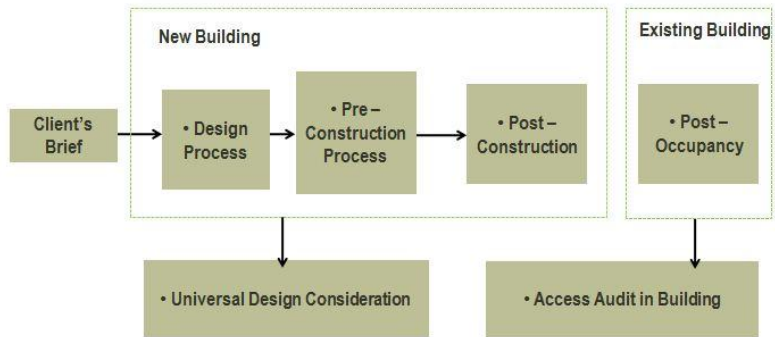 New Building
Existing Building
Client's
Brief
• Design
Process
• Pre –
Construction
Process
• Post –
Construction
• Post –
Occupancy
• Universal Design Consideration
• Access Audit in Building